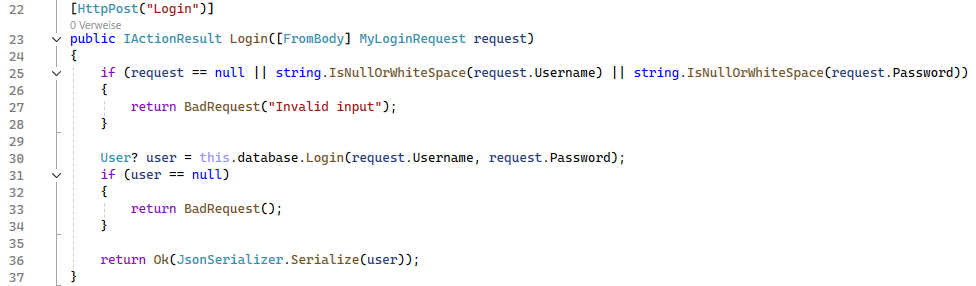 22 [HttpPost("Login")]
0 Verweise
23 public IActionResult Login([FromBody] MyLoginRequest request)
24 {
25 if (request == null || string.IsNullOrWhiteSpace(request.Username) || string.IsNullOrWhiteSpace(request.Password))
26 {
27 return BadRequest("Invalid input");
28 }
29
30 User? user = this.database.Login(request.Username, request.Password);
31 if (user == null)
32 {
33 return BadRequest();
34 }
35
36 return Ok(JsonSerializer.Serialize(user));
37 }